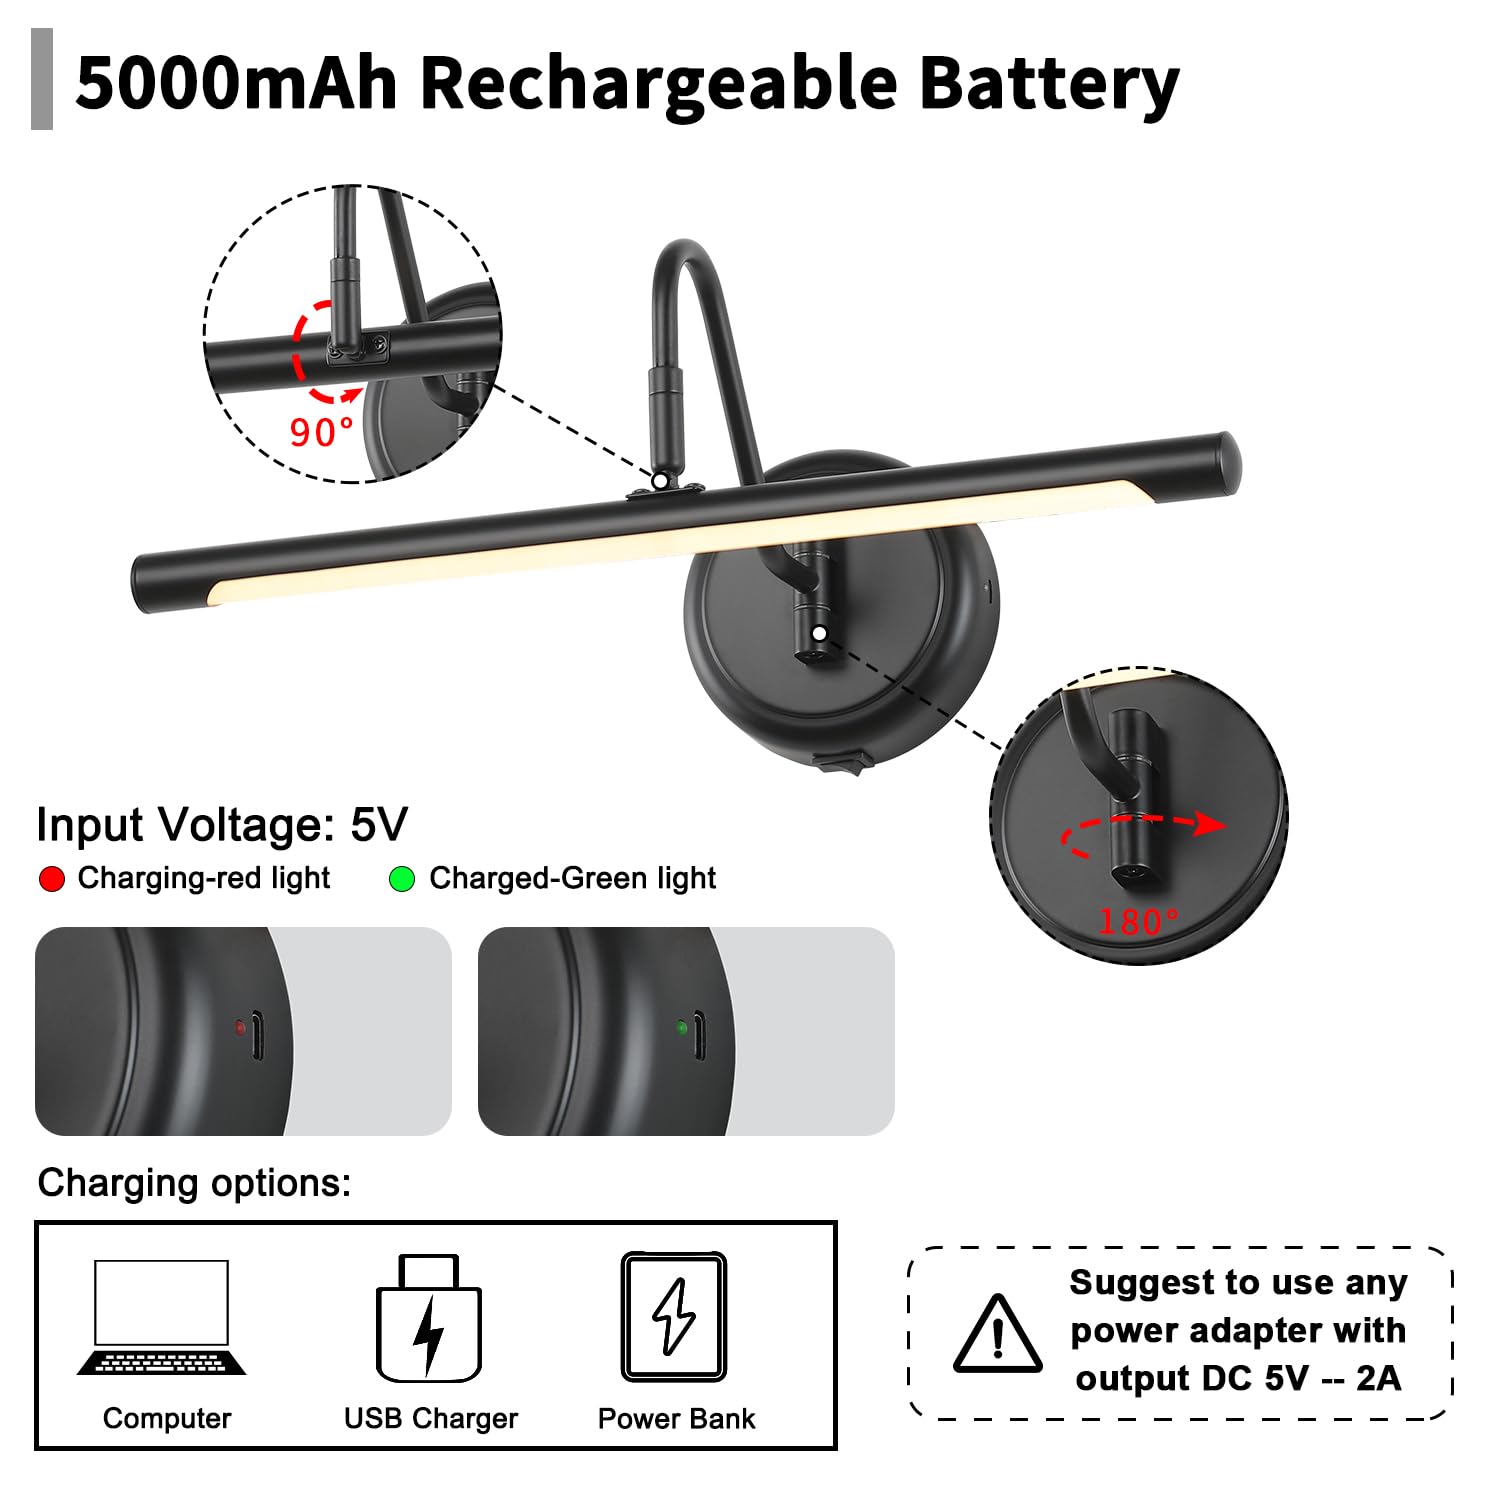 5000mAh Rechargeable Battery
90°
180°
Input Voltage: 5V
Charging-red light
Charged-Green light
Charging options:
Computer
USB Charger
Power Bank
Suggest to use any
power adapter with
output DC 5V -- 2A